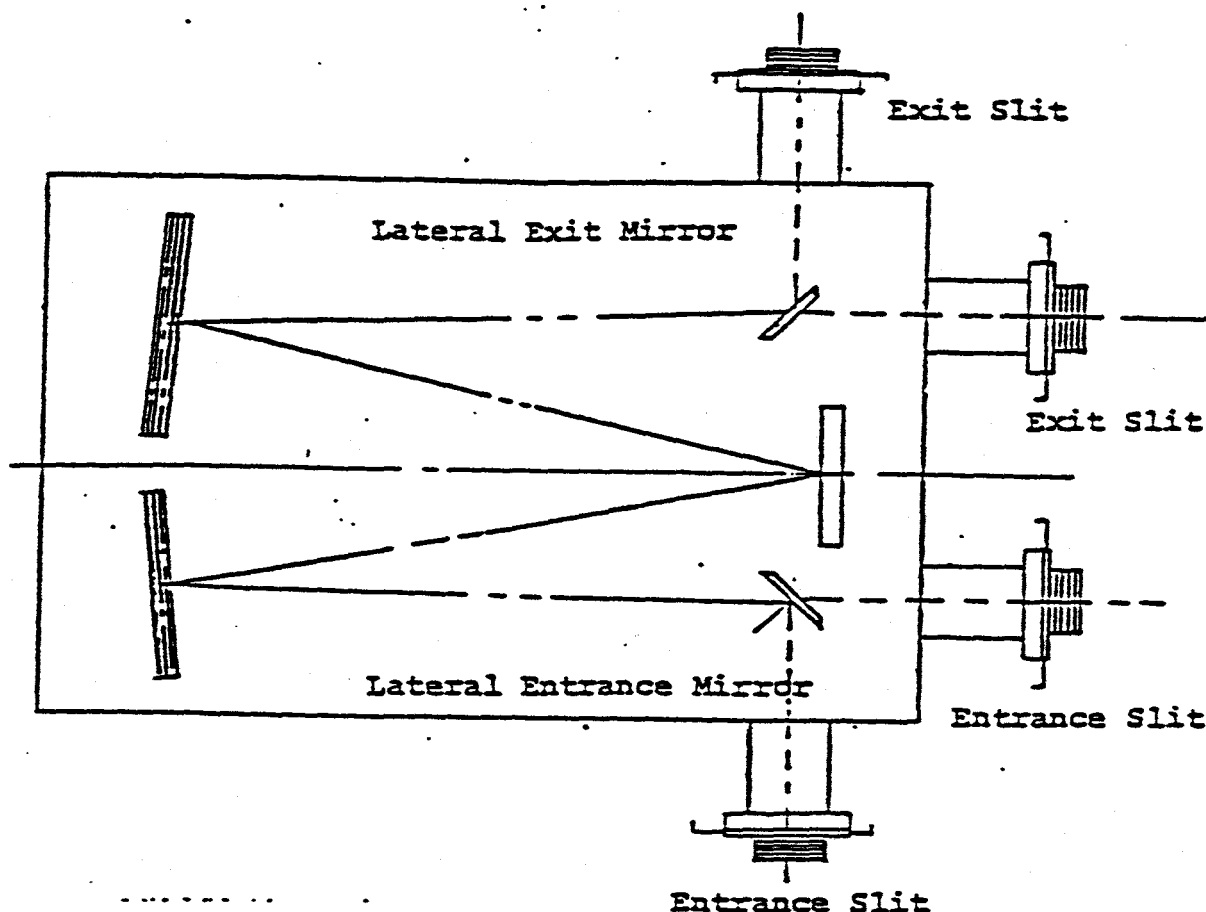 Exit Slit
Lateral Exit Mirror
Exit Slit
Lateral Entrance Mirror
Entrance Slit
Entrance Slit